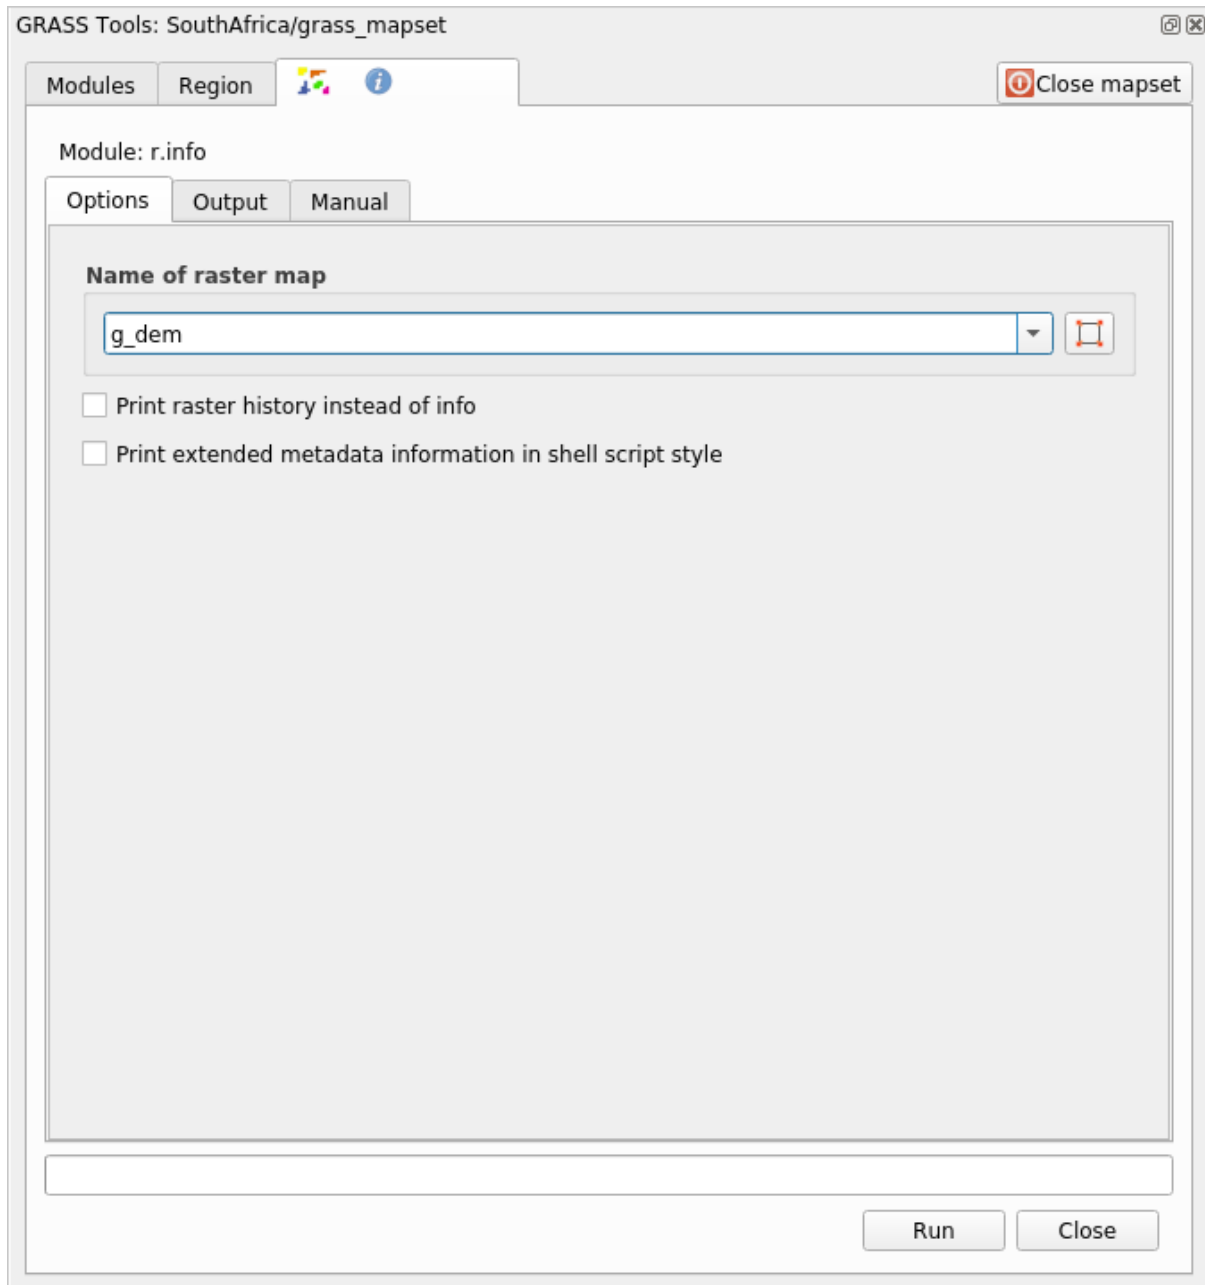 GRASS Tools: SouthAfrica/grass_mapset
Modules Region Close mapset
Module: r.info
Options Output Manual
Name of raster map
g_dem
Print raster history instead of info
Print extended metadata information in shell script style
Run Close